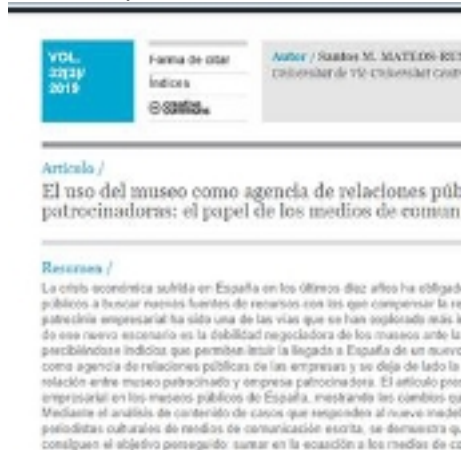 VOL.
32(3)/
2019
Forma de citar
Índices
Autor / Santos M. MATEOS-RUS
Universitat de Vic-Universitat Cent
Artículo /
El uso del museo como agencia de relaciones púb
patrocinadoras: el papel de los medios de comun
Resumen /
La crisis económica sufrida en España en los últimos diez años ha obligado
públicos a buscar nuevas fuentes de recursos con los que compensar la re
patrocinio empresarial ha sido una de las vías que se han explorado más i
de ese nuevo escenario es la debilidad negociadora de los museos ante la
percibiéndose indicios que permiten intuir la llegada a España de un nuevo
como agencia de relaciones públicas de las empresas y se deja de lado la
relación entre museo patrocinado y empresa patrocinadora. El artículo pres
empresarial en los museos públicos de España, mostrando los cambios qu
Mediante el análisis de contenido de casos que responden al nuevo model
periodistas culturales de medios de comunicación escrita, se demuestra qu
consiguen el objetivo perseguido: sumar en la ecuación a los medios de co